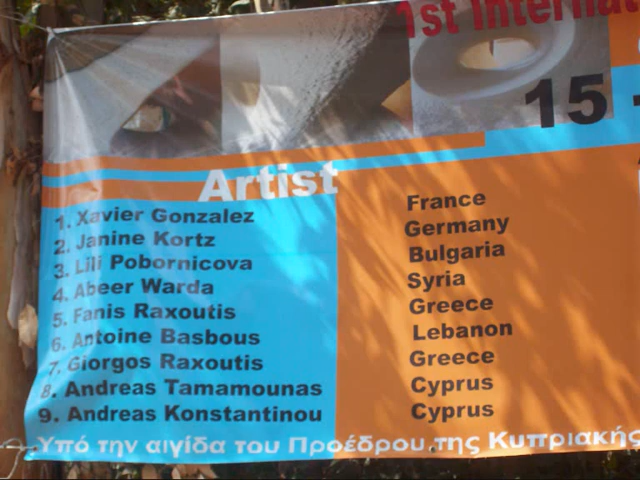 1st Internat
15 -
Artist
1. Xavier Gonzalez France
2. Janine Kortz Germany
3. Lili Pobornicova Bulgaria
4. Abeer Warda Syria
5. Fanis Raxoutis Greece
6. Antoine Basbous Lebanon
7. Giorgos Raxoutis Greece
8. Andreas Tamamounas Cyprus
9. Andreas Konstantinou Cyprus
Υπό την αιγίδα του Προέδρου της Κυπριακής